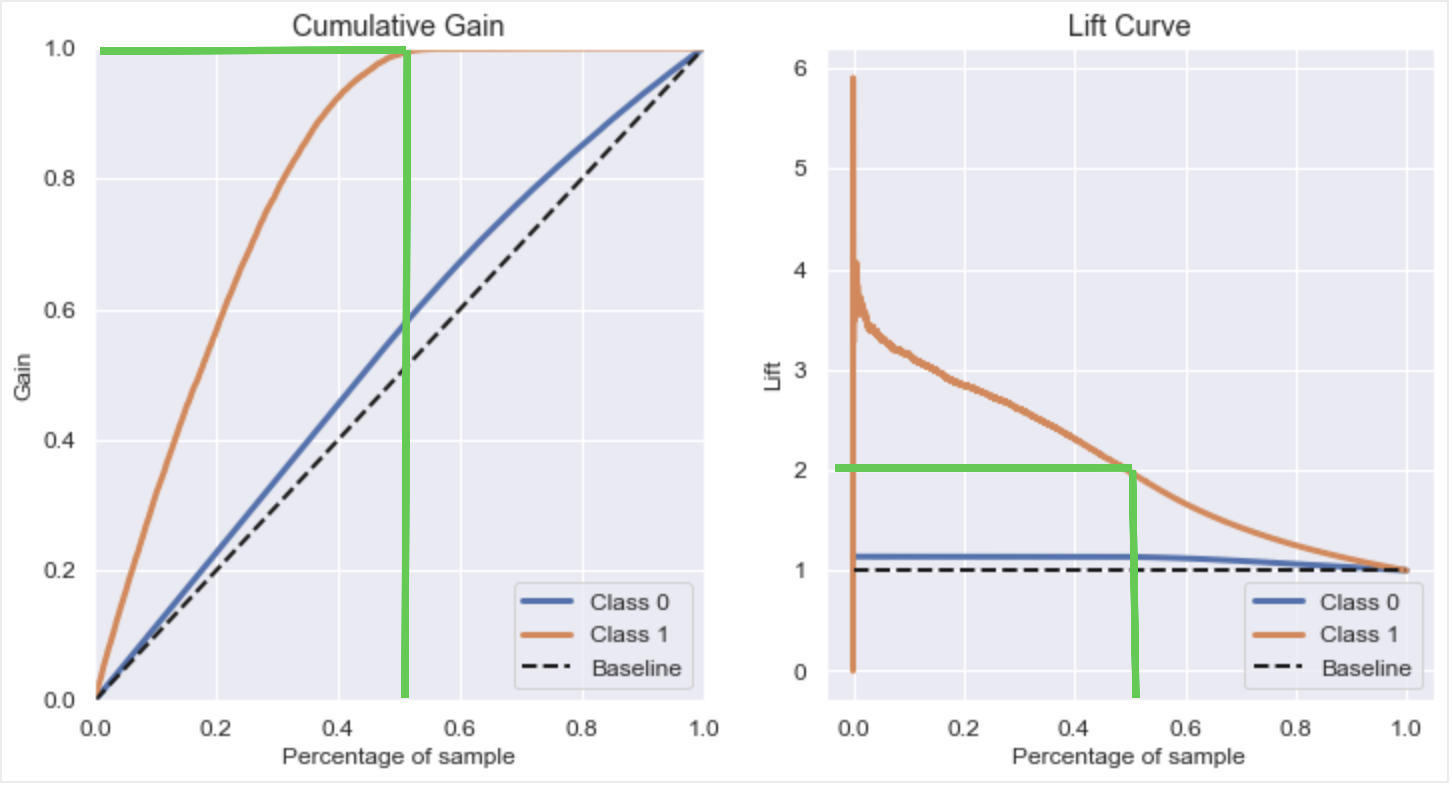 Cumulative Gain
1.0
0.8
0.6
0.4
0.2
0.0
Gain
0.0 0.2 0.4 0.6 0.8 1.0
Percentage of sample
Class 0
Class 1
Baseline
Lift Curve
6
5
4
3
2
1
0
Lift
0.0 0.2 0.4 0.6 0.8 1.0
Percentage of sample
Class 0
Class 1
Baseline